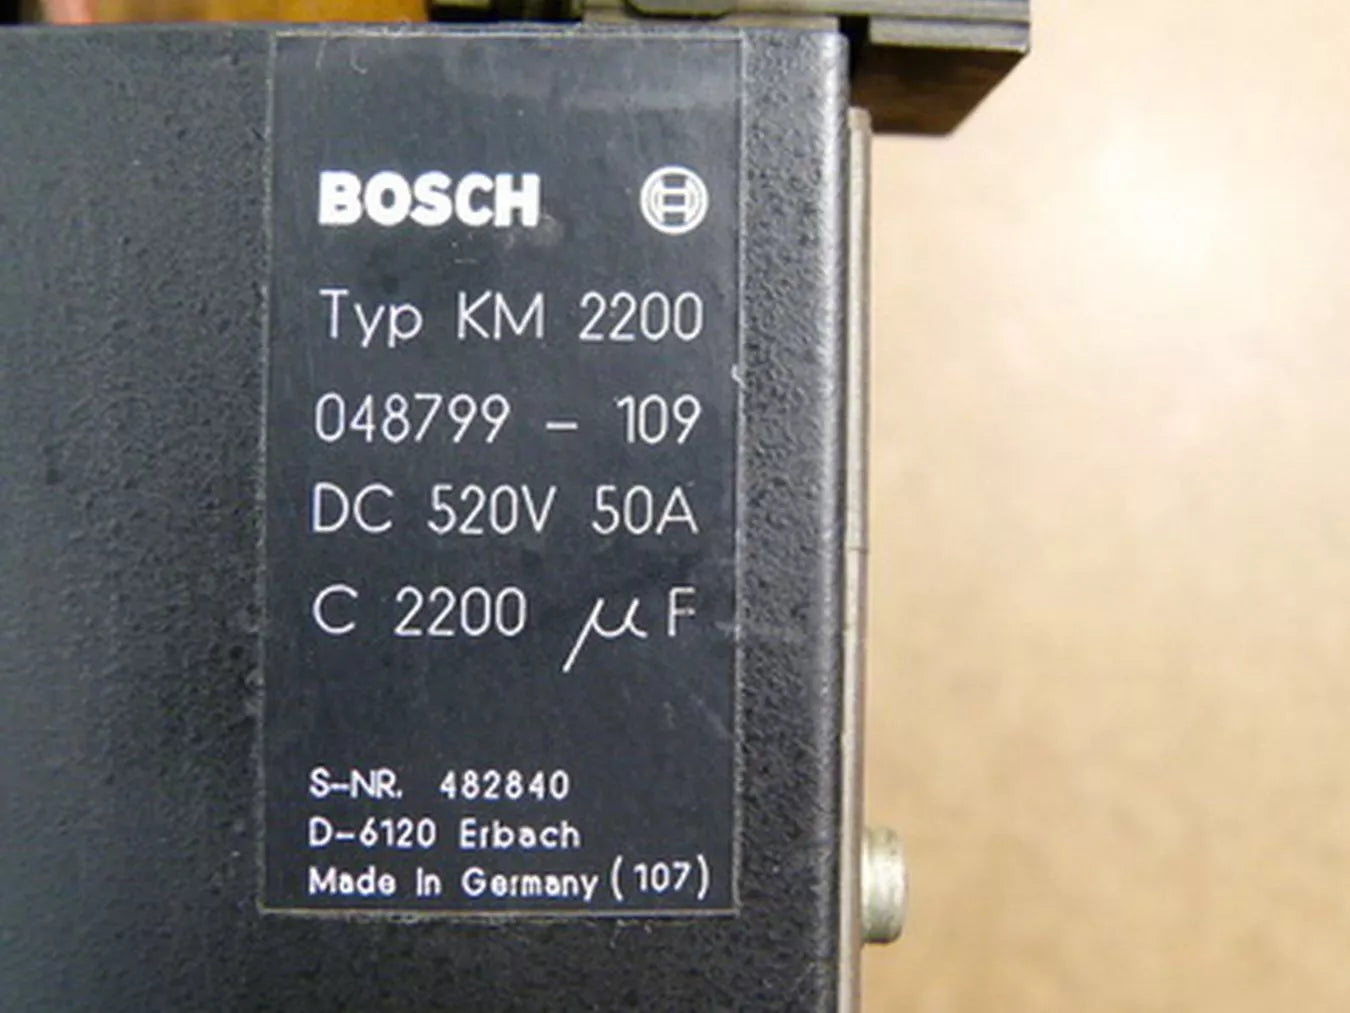 BOSCH
Typ KM 2200
048799 - 109
DC 520V 50A
C 2200 μF
S-NR. 482840
D-6120 Erbach
Made In Germany (107)